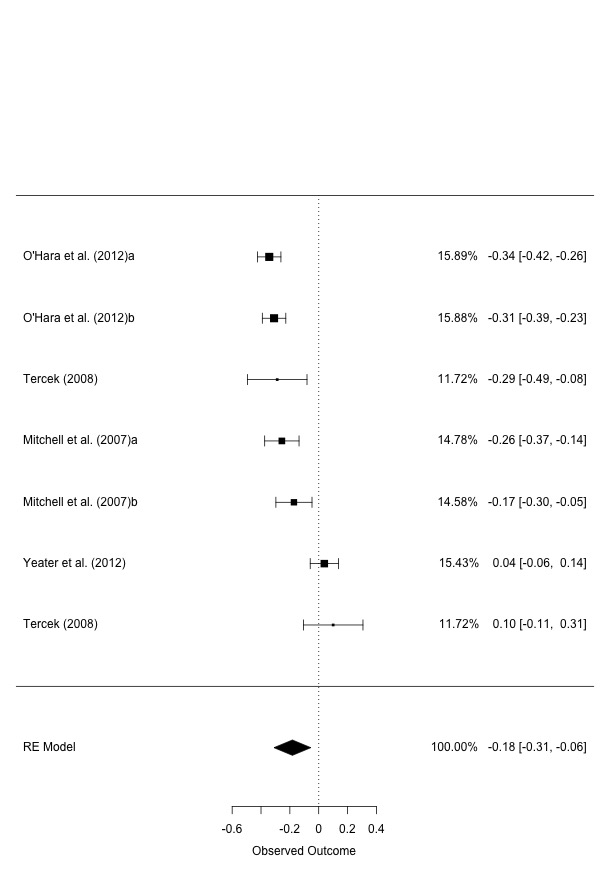 O'Hara et al. (2012)a 15.89% -0.34 [-0.42, -0.26]
O'Hara et al. (2012)b 15.88% -0.31 [-0.39, -0.23]
Tercek (2008) 11.72% -0.29 [-0.49, -0.08]
Mitchell et al. (2007)a 14.78% -0.26 [-0.37, -0.14]
Mitchell et al. (2007)b 14.58% -0.17 [-0.30, -0.05]
Yeater et al. (2012) 15.43% 0.04 [-0.06, 0.14]
Tercek (2008) 11.72% 0.10 [-0.11, 0.31]
RE Model 100.00% -0.18 [-0.31, -0.06]
-0.6 -0.2 0 0.2 0.4
Observed Outcome